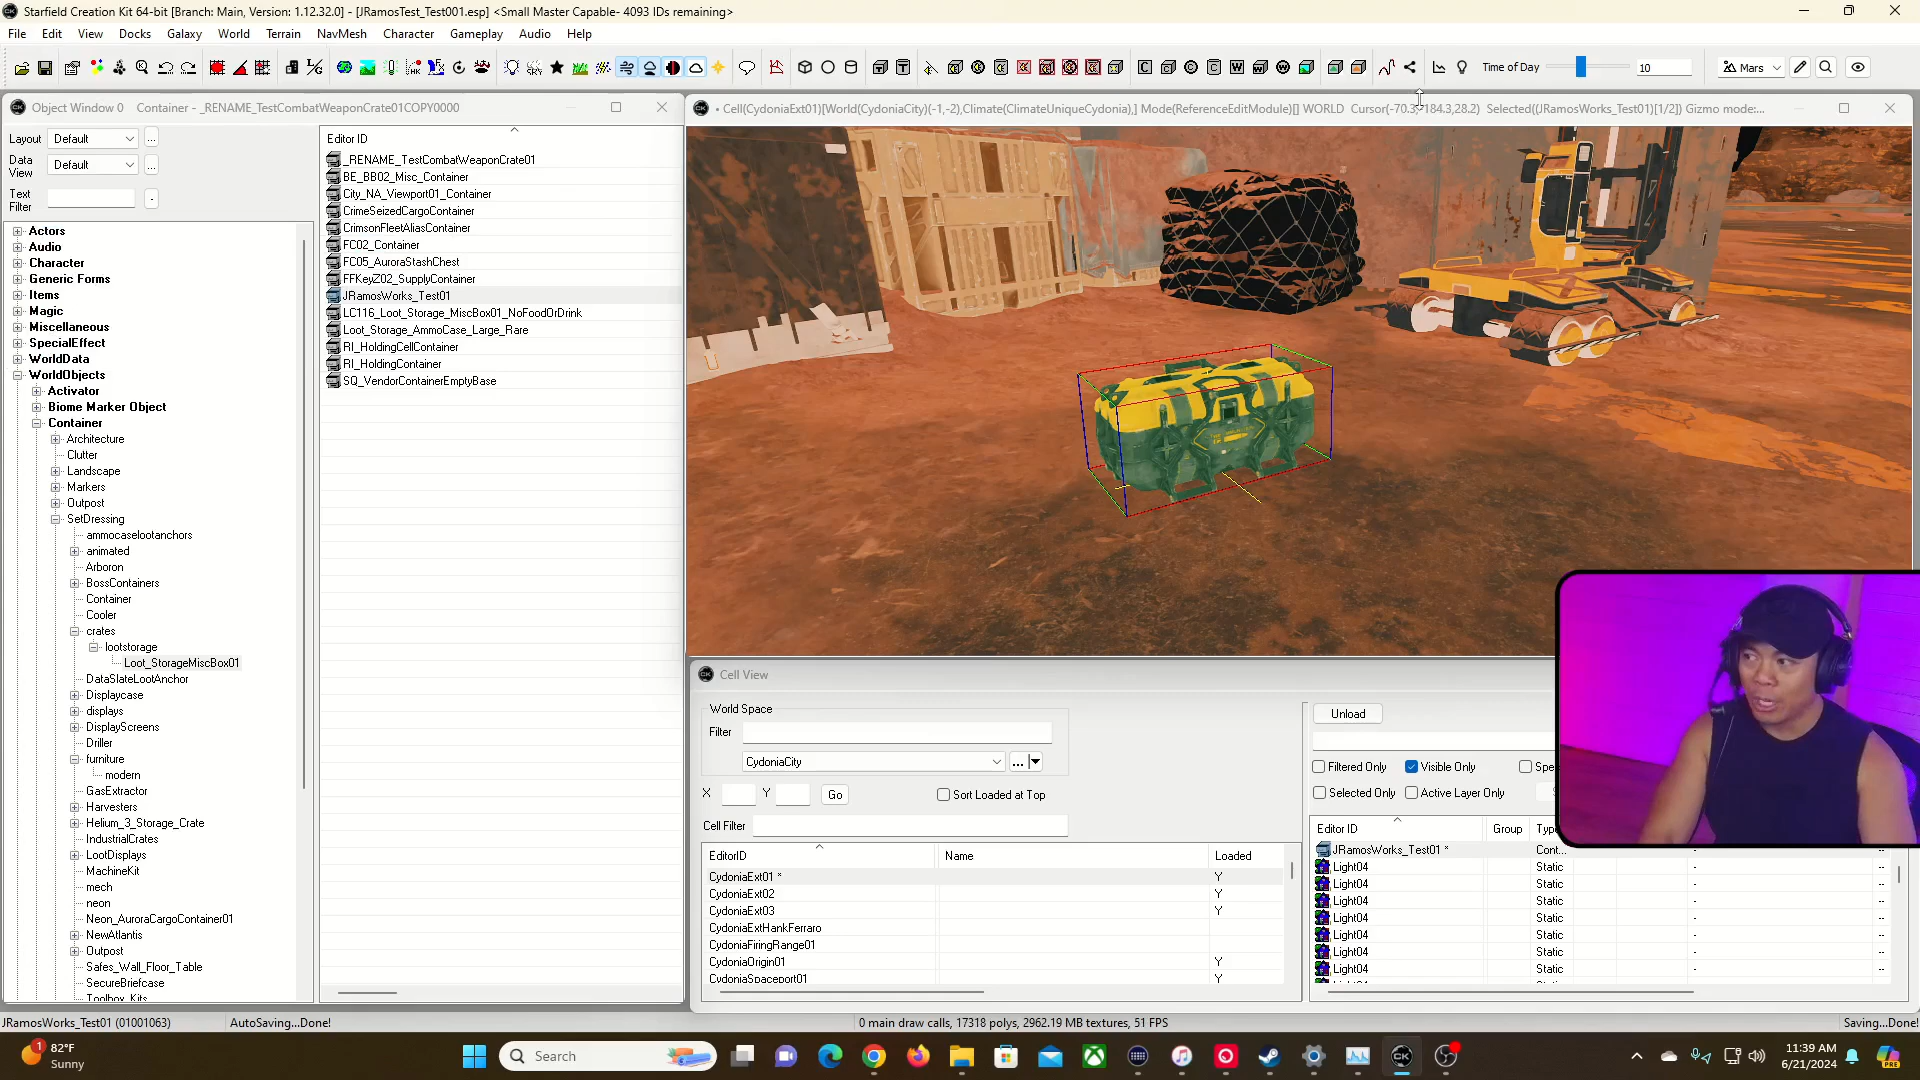 Starfield Creation Kit 64-bit [Branch: Main, Version: 1.12.32.0] - [JRamosTest_Test001.esp] <Small Master Capable- 4093 IDs remaining>
File Edit View Docks Galaxy World Terrain NavMesh Character Gameplay Audio Help
Time of Day 10 Mars
Object Window 0 Container - _RENAME_TestCombatWeaponCrate01COPY0000
Layout Default ...
Data View Default ...
Text Filter
Actors
Audio
Character
Generic Forms
Items
Magic
Miscellaneous
SpecialEffect
WorldData
WorldObjects
Activator
Biome Marker Object
Container
Architecture
Clutter
Landscape
Markers
Outpost
SetDressing
ammocaselootanchors
animated
Arboron
BossContainers
Container
Cooler
crates
lootstorage
Loot_StorageMiscBox01
DataSlateLootAnchor
Displaycase
displays
DisplayScreens
Driller
furniture
modern
GasExtractor
Harvesters
Helium_3_Storage_Crate
IndustrialCrates
LootDisplays
MachineKit
mech
neon
Neon_AuroraCargoContainer01
NewAtlantis
Outpost
Safes_Wall_Floor_Table
SecureBriefcase
Toolbox_Kits
Editor ID
_RENAME_TestCombatWeaponCrate01
BE_BB02_Misc_Container
City_NA_Viewport01_Container
CrimeSeizedCargoContainer
CrimsonFleetAliasContainer
FC02_Container
FC05_AuroraStashChest
FFKeyZ02_SupplyContainer
JRamosWorks_Test01
LC116_Loot_Storage_MiscBox01_NoFoodOrDrink
Loot_Storage_AmmoCase_Large_Rare
RI_HoldingCellContainer
RI_HoldingContainer
SQ_VendorContainerEmptyBase
Cell(CydoniaExt01)[World(CydoniaCity)(-1,-2),Climate(ClimateUniqueCydonia),] Mode(ReferenceEditModule)[] WORLD Cursor(-70.3,-184.3,28.2) Selected((JRamosWorks_Test01)[1/2]) Gizmo mode:...
Cell View
World Space
Filter
CydoniaCity ...
X Y Go Sort Loaded at Top
Cell Filter
EditorID Name Loaded
CydoniaExt01 * Y
CydoniaExt02 Y
CydoniaExt03 Y
CydoniaExtHankFerraro
CydoniaFiringRange01
CydoniaOrigin01 Y
CydoniaSpaceport01 Y
Unload
Filtered Only Visible Only Spe
Selected Only Active Layer Only
Editor ID Group Type
JRamosWorks_Test01 * Cont...
Light04 Static - --
Light04 Static - --
Light04 Static - --
Light04 Static - --
Light04 Static - --
Light04 Static - --
Light04 Static - --
JRamosWorks_Test01 (01001063) AutoSaving...Done! 0 main draw calls, 17318 polys, 2962.19 MB textures, 51 FPS Saving...Done!
1 82°F
Sunny
Search
11:39 AM
6/21/2024
PRE